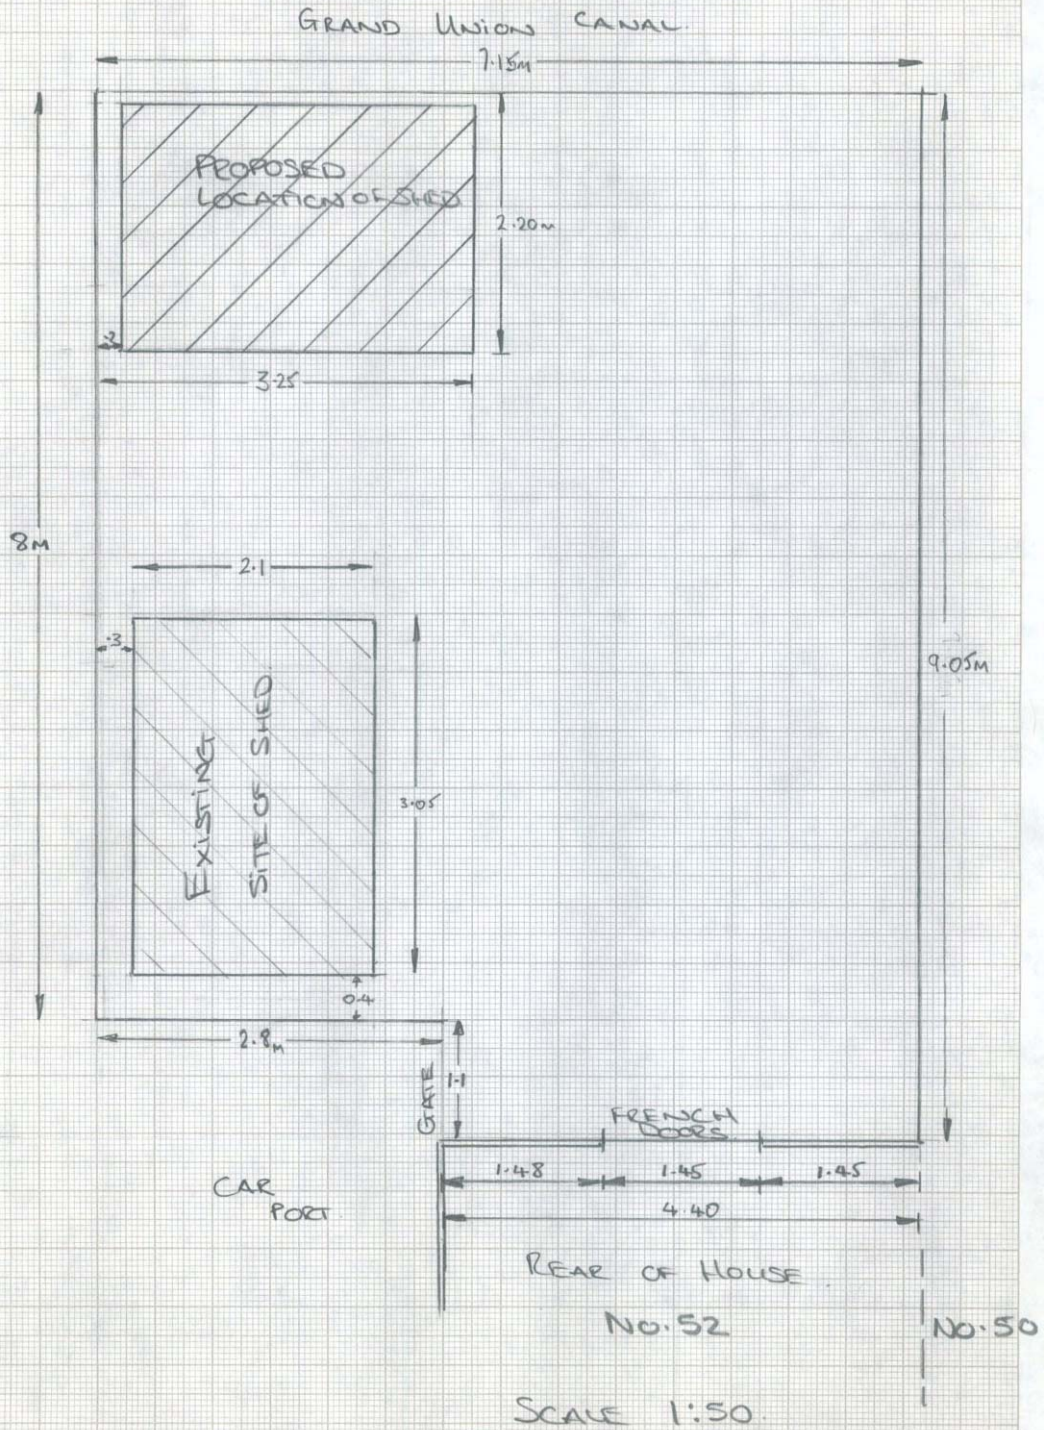 GRAND UNION CANAL.
7.15M
PROPOSED
LOCATION OF SHED
2.20M
3.25
8M
2.1
.3
9.05M
EXISTING
SITE OF SHED
3.05
0.4
2.8M
GATE
1.1
FRENCH
DOORS.
1.48
1.45
1.45
4.40
CAR
PORT.
REAR OF HOUSE.
NO.52
NO.50
SCALE 1:50.